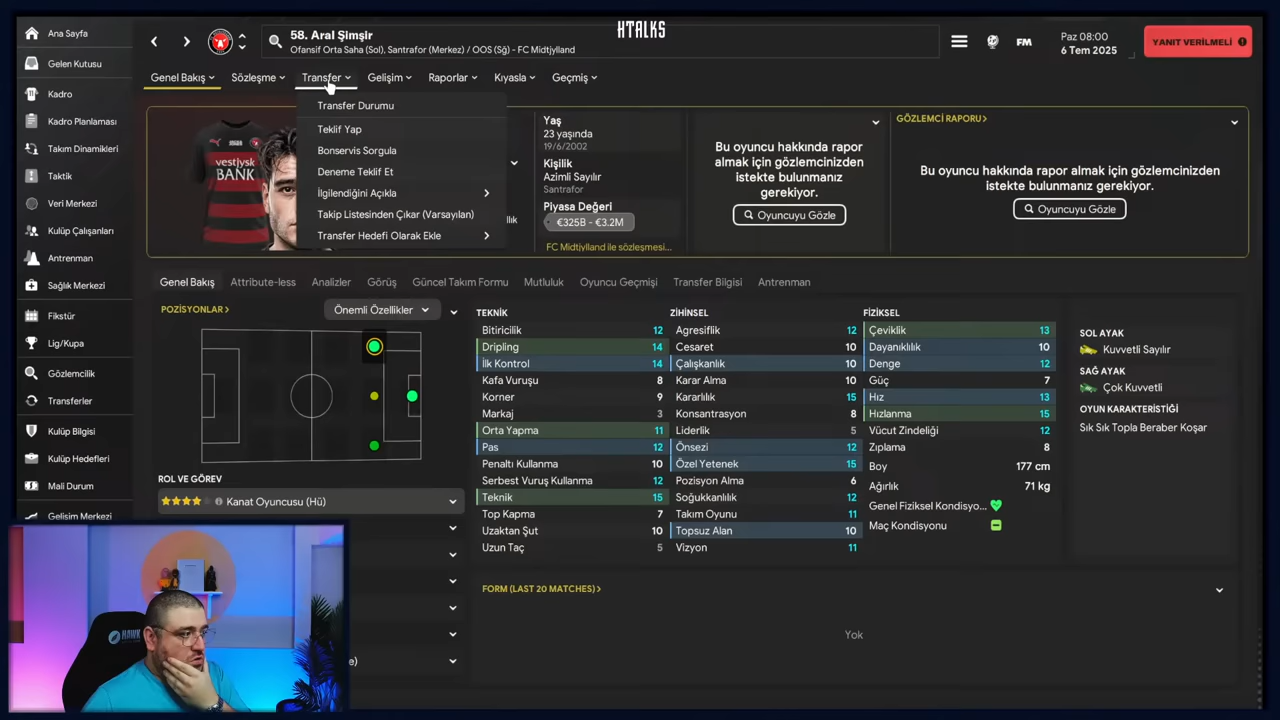 HTALKS
Ana Sayfa
Gelen Kutusu
Kadro
Kadro Planlaması
Takım Dinamikleri
Taktik
Veri Merkezi
Kulüp Çalışanları
Antrenman
Sağlık Merkezi
Fikstür
Lig/Kupa
Gözlemcilik
Transferler
Kulüp Bilgisi
Kulüp Hedefleri
Mali Durum
Gelişim Merkezi
58. Aral Şimşir
Ofansif Orta Saha (Sol), Santrafor (Merkez) / OOS (Sğ) - FC Midtjylland
FM
Paz 08:00
6 Tem 2025
YANIT VERİLMELİ
Genel Bakış
Sözleşme
Transfer
Gelişim
Raporlar
Kıyasla
Geçmiş
Transfer Durumu
Teklif Yap
Bonservis Sorgula
Deneme Teklif Et
İlgilendiğini Açıkla
Takip Listesinden Çıkar (Varsayılan)
Transfer Hedefi Olarak Ekle
vestjysk
BANK
Yaş
23 yaşında
19/6/2002
Kişilik
Azimli Sayılır
Santrafor
Piyasa Değeri
€325B - €3.2M
FC Midtjylland ile sözleşmesi...
Bu oyuncu hakkında rapor
almak için gözlemcinizden
istekte bulunmanız
gerekiyor.
Oyuncuyu Gözle
GÖZLEMCİ RAPORU>
Bu oyuncu hakkında rapor almak için gözlemcinizden
istekte bulunmanız gerekiyor.
Oyuncuyu Gözle
Genel Bakış
Attribute-less
Analizler
Görüş
Güncel Takım Formu
Mutluluk
Oyuncu Geçmişi
Transfer Bilgisi
Antrenman
POZİSYONLAR>
Önemli Özellikler
ROL VE GÖREV
Kanat Oyuncusu (Hü)
TEKNİK
Bitiricilik 12
Dripling 14
İlk Kontrol 14
Kafa Vuruşu 8
Korner 9
Markaj 3
Orta Yapma 11
Pas 12
Penaltı Kullanma 10
Serbest Vuruş Kullanma 12
Teknik 15
Top Kapma 7
Uzaktan Şut 10
Uzun Taç 5
ZİHİNSEL
Agresiflik 12
Cesaret 10
Çalışkanlık 10
Karar Alma 10
Kararlılık 15
Konsantrasyon 8
Liderlik 5
Önsezi 12
Özel Yetenek 15
Pozisyon Alma 6
Soğukkanlılık 12
Takım Oyunu 11
Topsuz Alan 10
Vizyon 11
FİZİKSEL
Çeviklik 13
Dayanıklılık 10
Denge 12
Güç 7
Hız 13
Hızlanma 15
Vücut Zindeliği 12
Zıplama 8
Boy 177 cm
Ağırlık 71 kg
Genel Fiziksel Kondisyo...
Maç Kondisyonu
SOL AYAK
Kuvvetli Sayılır
SAĞ AYAK
Çok Kuvvetli
OYUN KARAKTERİSTİĞİ
Sık Sık Topla Beraber Koşar
FORM (LAST 20 MATCHES)>
Yok
HAWK